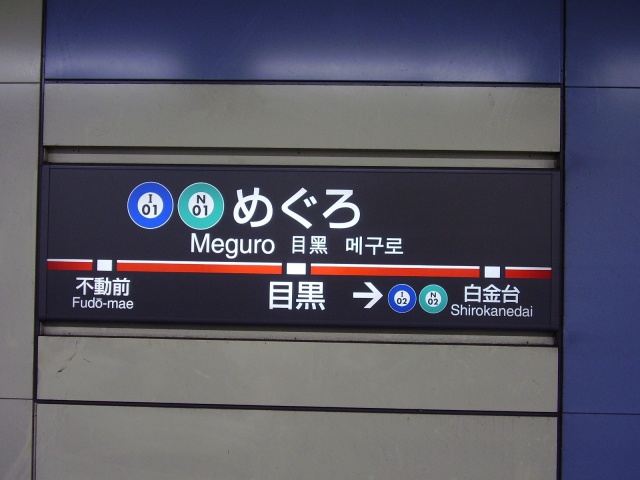 I 01 N 01 めぐろ
Meguro 目黑 메구로
不動前 目黒 → I 02 N 02 白金台
Fudō-mae Shirokanedai